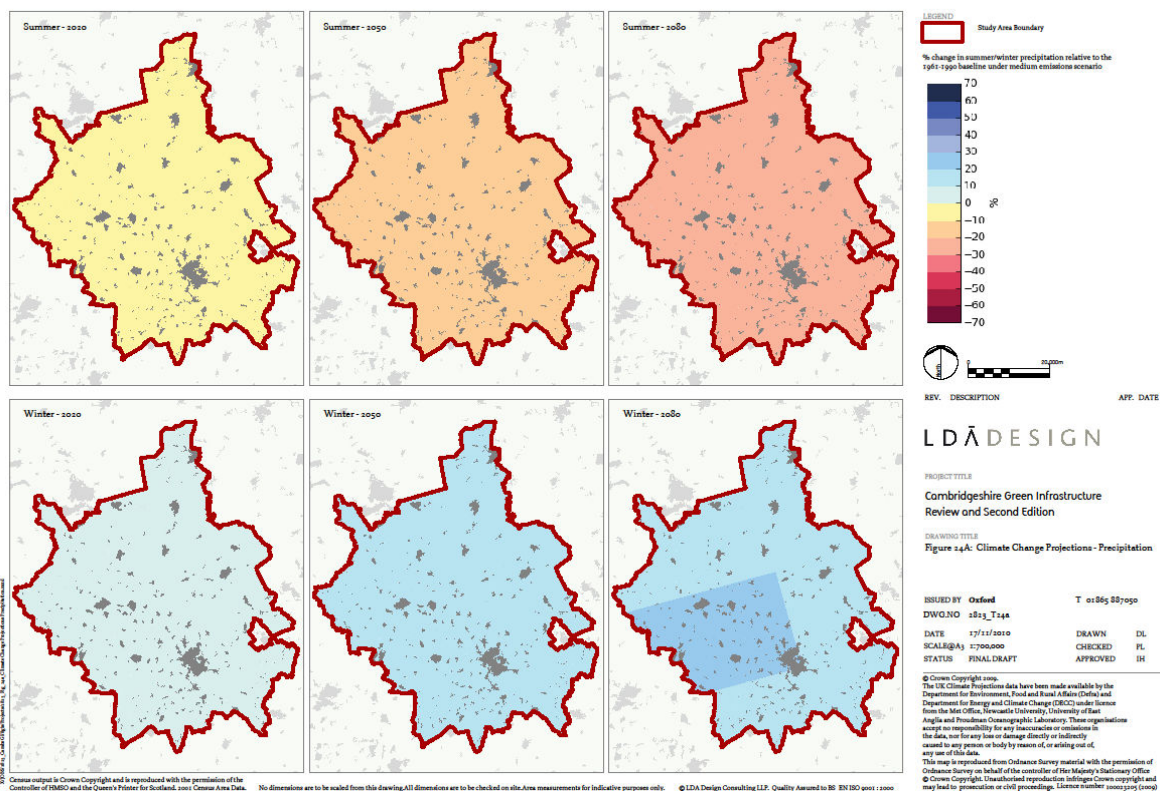 Summer - 2020
Summer - 2050
Summer - 2080
LEGEND
Study Area Boundary
% change in summer/winter precipitation relative to the
1961-1990 baseline under medium emissions scenario
70
60
50
40
30
20
10
0
−10
−20
−30
−40
−50
−60
−70
%
North
0
20,000m
REV. DESCRIPTION APP. DATE
Winter - 2020
Winter - 2050
Winter - 2080
LDĀDESIGN
PROJECT TITLE
Cambridgeshire Green Infrastructure
Review and Second Edition
DRAWING TITLE
Figure 24A: Climate Change Projections - Precipitation
ISSUED BY Oxford T 01865 887050
DWG.NO 2823_T24a
DATE 17/11/2010 DRAWN DL
SCALE@A3 1:700,000 CHECKED PL
STATUS FINAL DRAFT APPROVED IH
© Crown Copyright 2009.
The UK Climate Projections data have been made available by the
Department for Environment, Food and Rural Affairs (Defra) and
Department for Energy and Climate Change (DECC) under licence
from the Met Office, Newcastle University, University of East
Anglia and Proudman Oceanographic Laboratory. These organisations
accept no responsibility for any inaccuracies or omissions in
the data, nor for any loss or damage directly or indirectly
caused to any person or body by reason of, or arising out of,
any use of this data.
This map is reproduced from Ordnance Survey material with the permission of
Ordnance Survey on behalf of the controller of Her Majesty's Stationery Office
© Crown Copyright. Unauthorised reproduction infringes Crown copyright and
may lead to prosecution or civil proceedings. Licence number 100023205 (2009)
Census output is Crown Copyright and is reproduced with the permission of the
Controller of HMSO and the Queen's Printer for Scotland. 2001 Census Area Data.
No dimensions are to be scaled from this drawing.All dimensions are to be checked on site.Area measurements for indicative purposes only.
© LDA Design Consulting LLP. Quality Assured to BS EN ISO 9001 : 2000